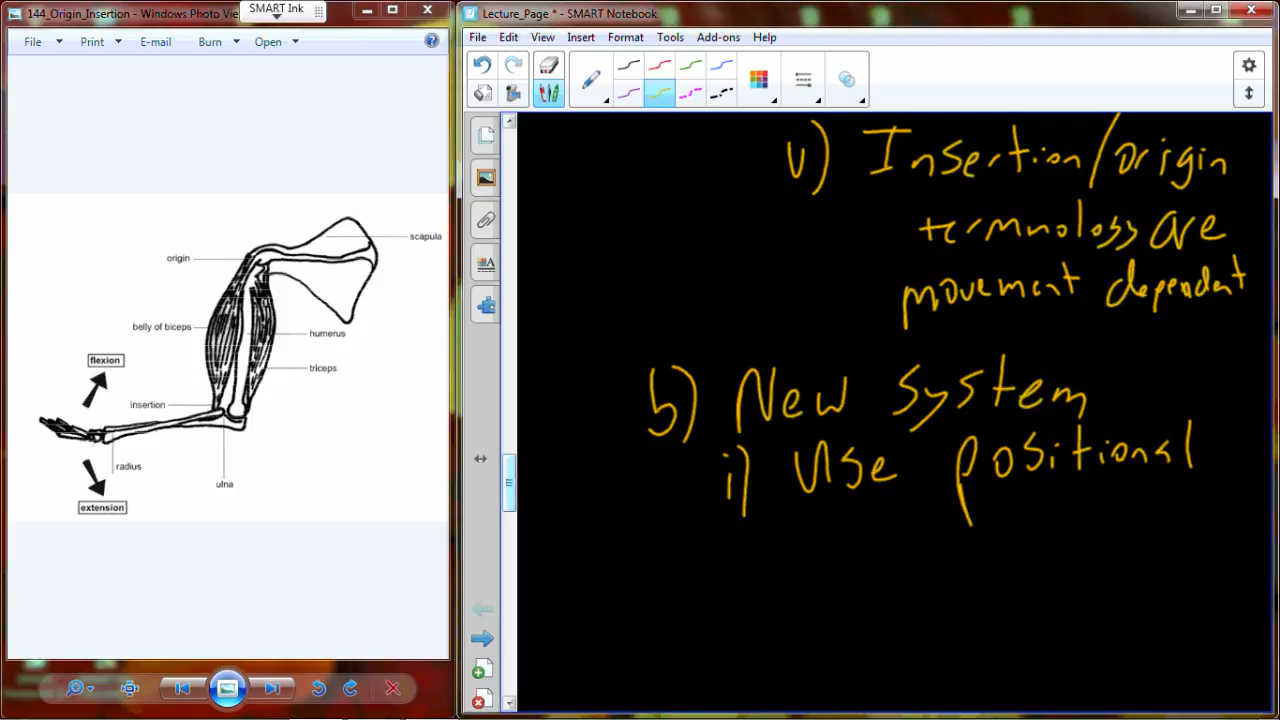 144_Origin_Insertion - Windows Photo Vie
SMART Ink
File Print E-mail Burn Open
scapula
origin
belly of biceps
humerus
flexion
triceps
insertion
radius
ulna
extension
Lecture_Page * - SMART Notebook
File Edit View Insert Format Tools Add-ons Help
v) Insertion/origin
termnology are
movement dependent
b) New system
i) Use positional